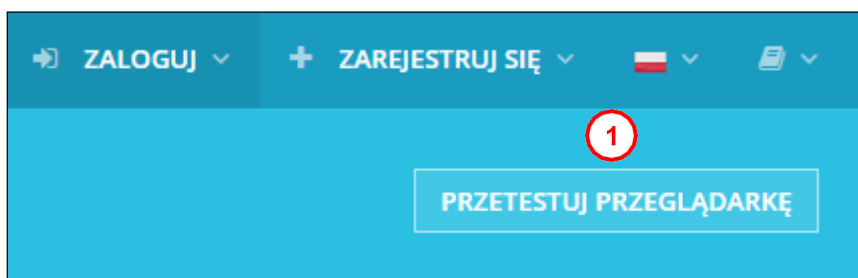 ZALOGUJ ZAREJESTRUJ SIĘ
1
PRZETESTUJ PRZEGLĄDARKĘ